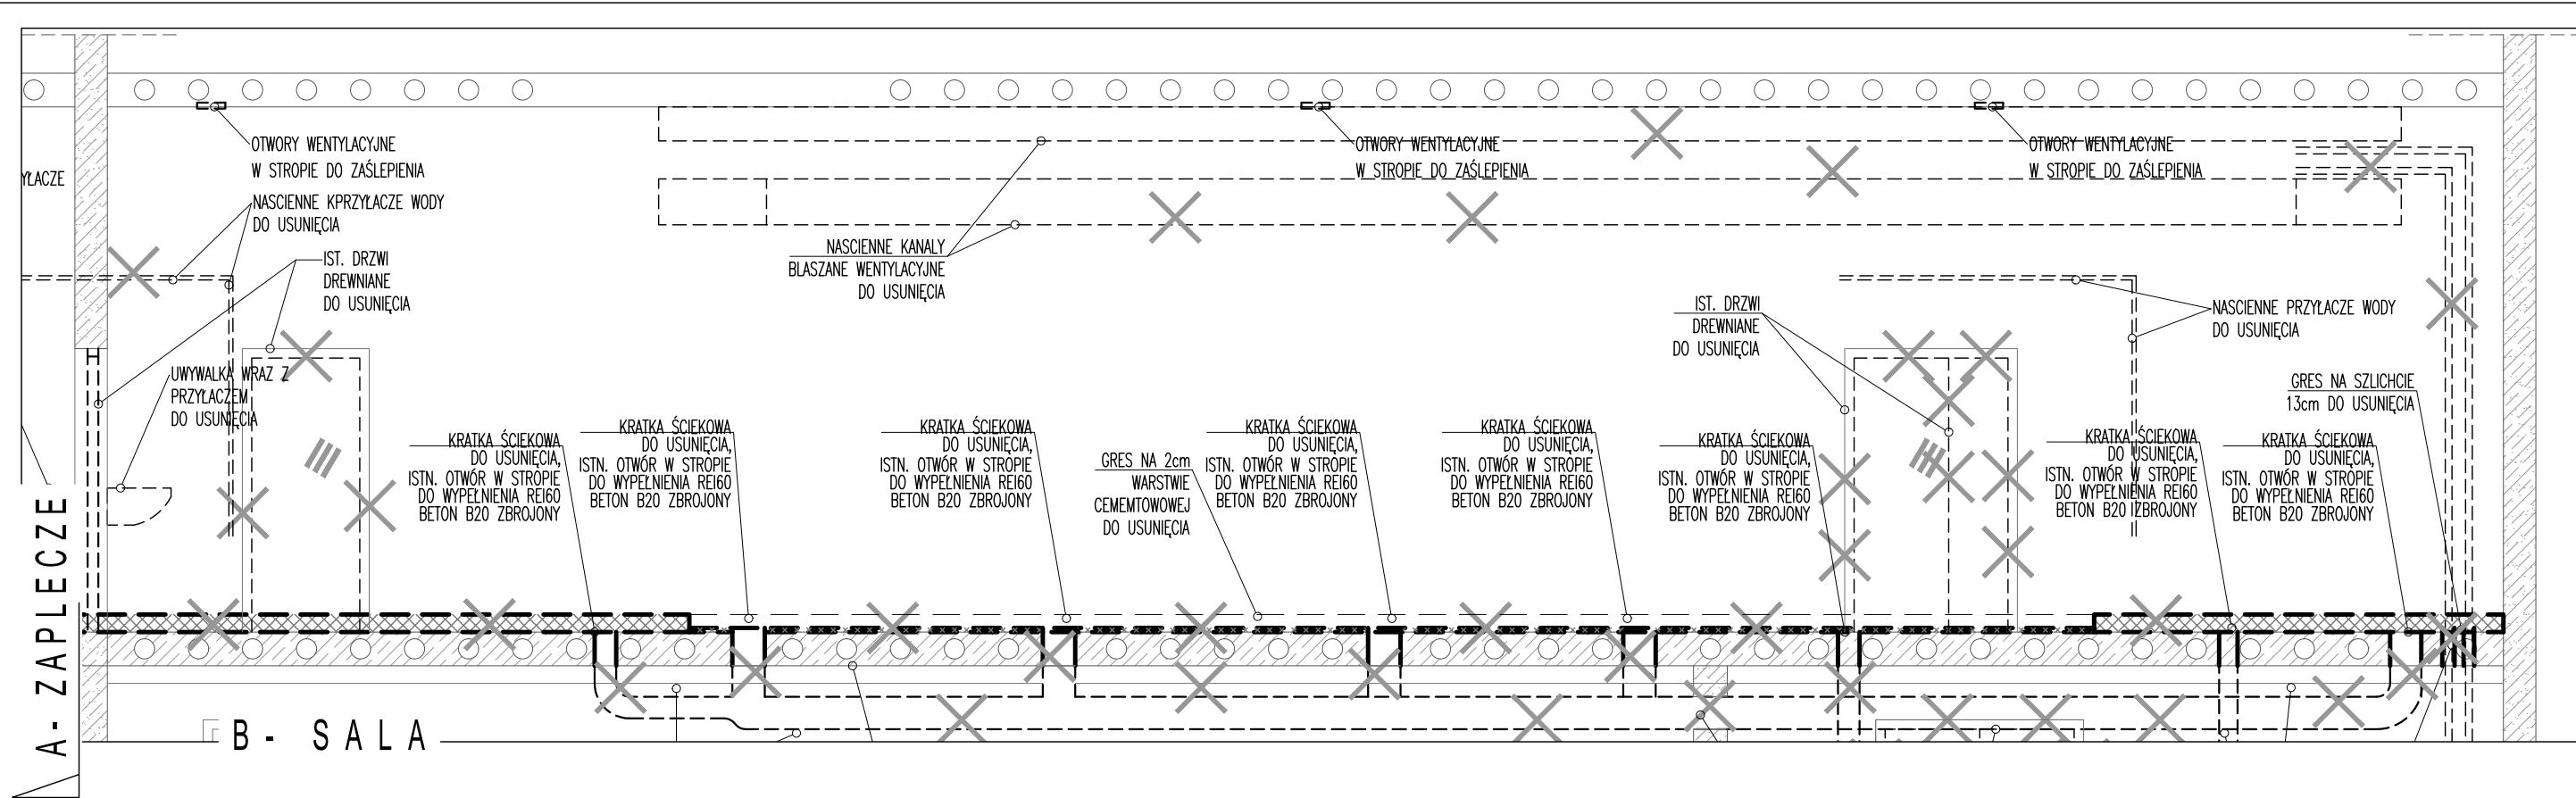 OTWORY WENTYLACYJNE
W STROPIE DO ZAŚLEPIENIA
OTWORY WENTYLACYJNE
W STROPIE DO ZAŚLEPIENIA
OTWORY WENTYLACYJNE
W STROPIE DO ZAŚLEPIENIA
YŁACZE
NASCIENNE KPRZYŁACZE WODY
DO USUNIĘCIA
IST. DRZWI
DREWNIANE
DO USUNIĘCIA
NASCIENNE KANALY
BLASZANE WENTYLACYJNE
DO USUNIĘCIA
IST. DRZWI
DREWNIANE
DO USUNIĘCIA
NASCIENNE PRZYŁACZE WODY
DO USUNIĘCIA
UWYWALKA WRAZ Z
PRZYŁACZEM
DO USUNIĘCIA
GRES NA SZLICHCIE
13cm DO USUNIĘCIA
KRATKA ŚCIEKOWA
DO USUNIĘCIA,
ISTN. OTWÓR W STROPIE
DO WYPEŁNIENIA REI60
BETON B20 ZBROJONY
KRATKA ŚCIEKOWA
DO USUNIĘCIA,
ISTN. OTWÓR W STROPIE
DO WYPEŁNIENIA REI60
BETON B20 ZBROJONY
KRATKA ŚCIEKOWA
DO USUNIĘCIA,
ISTN. OTWÓR W STROPIE
DO WYPEŁNIENIA REI60
BETON B20 ZBROJONY
GRES NA 2cm
WARSTWIE
CEMEMTOWOWEJ
DO USUNIĘCIA
KRATKA ŚCIEKOWA
DO USUNIĘCIA,
ISTN. OTWÓR W STROPIE
DO WYPEŁNIENIA REI60
BETON B20 ZBROJONY
KRATKA ŚCIEKOWA
DO USUNIĘCIA,
ISTN. OTWÓR W STROPIE
DO WYPEŁNIENIA REI60
BETON B20 ZBROJONY
KRATKA ŚCIEKOWA
DO USUNIĘCIA,
ISTN. OTWÓR W STROPIE
DO WYPEŁNIENIA REI60
BETON B20 ZBROJONY
KRATKA ŚCIEKOWA
DO USUNIĘCIA,
ISTN. OTWÓR W STROPIE
DO WYPEŁNIENIA REI60
BETON B20 ZBROJONY
KRATKA ŚCIEKOWA
DO USUNIĘCIA,
ISTN. OTWÓR W STROPIE
DO WYPEŁNIENIA REI60
BETON B20 ZBROJONY
A- ZAPLECZE
B- SALA